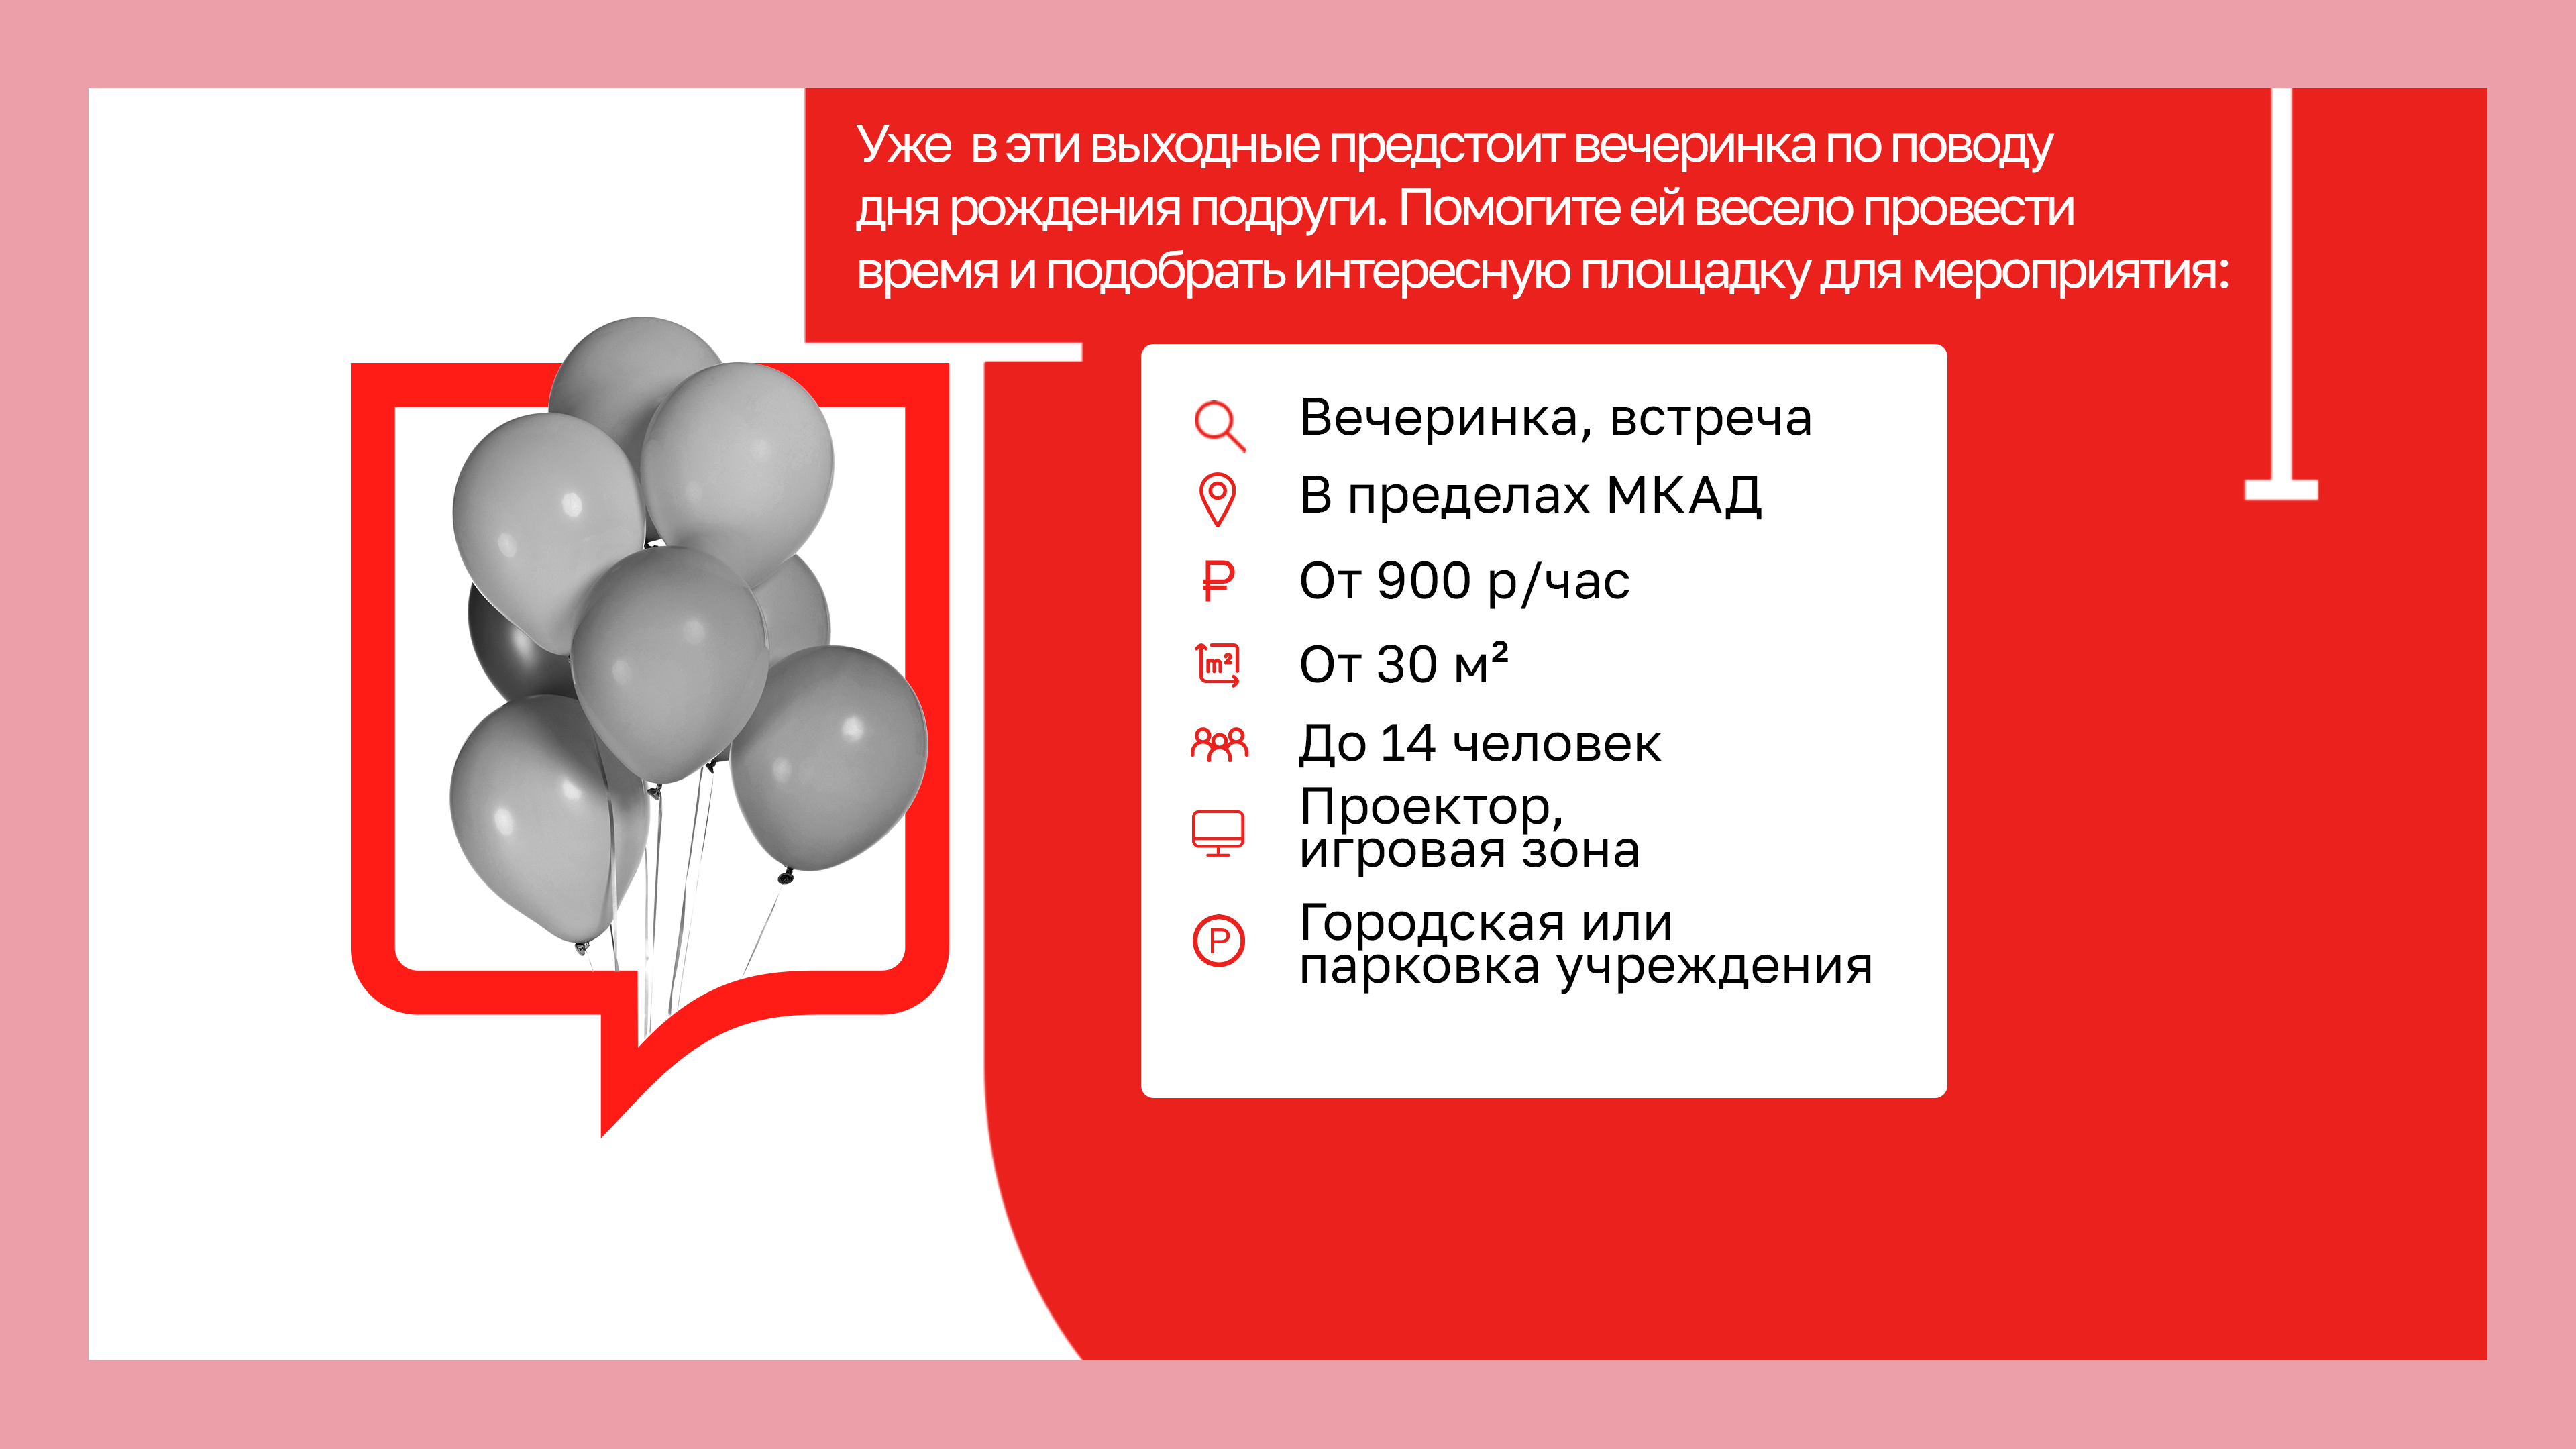 Уже в эти выходные предстоит вечеринка по поводу
дня рождения подруги. Помогите ей весело провести
время и подобрать интересную площадку для мероприятия:
Вечеринка, встреча
В пределах МКАД
₽
От 900 р/час
m²
От 30 м²
До 14 человек
Проектор,
игровая зона
P
Городская или
парковка учреждения